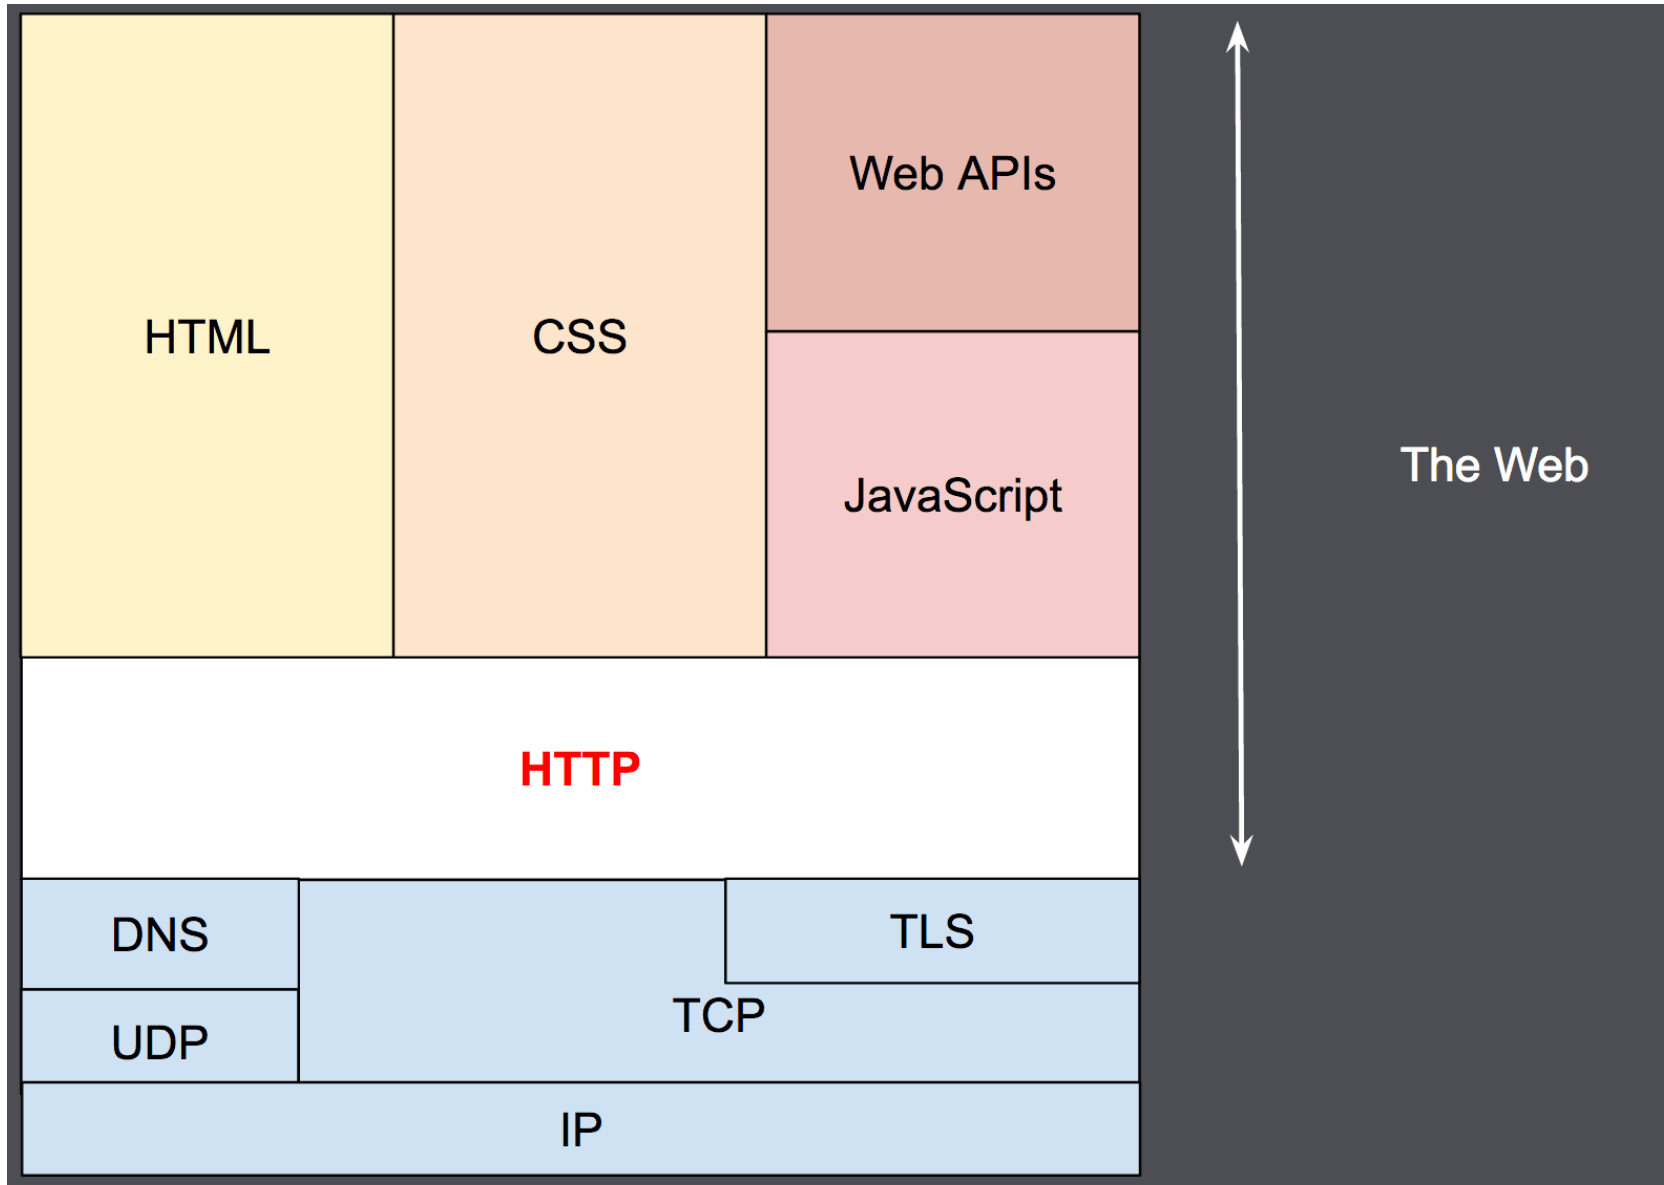 HTML
CSS
Web APIs
JavaScript
The Web
HTTP
DNS
TLS
UDP
TCP
IP